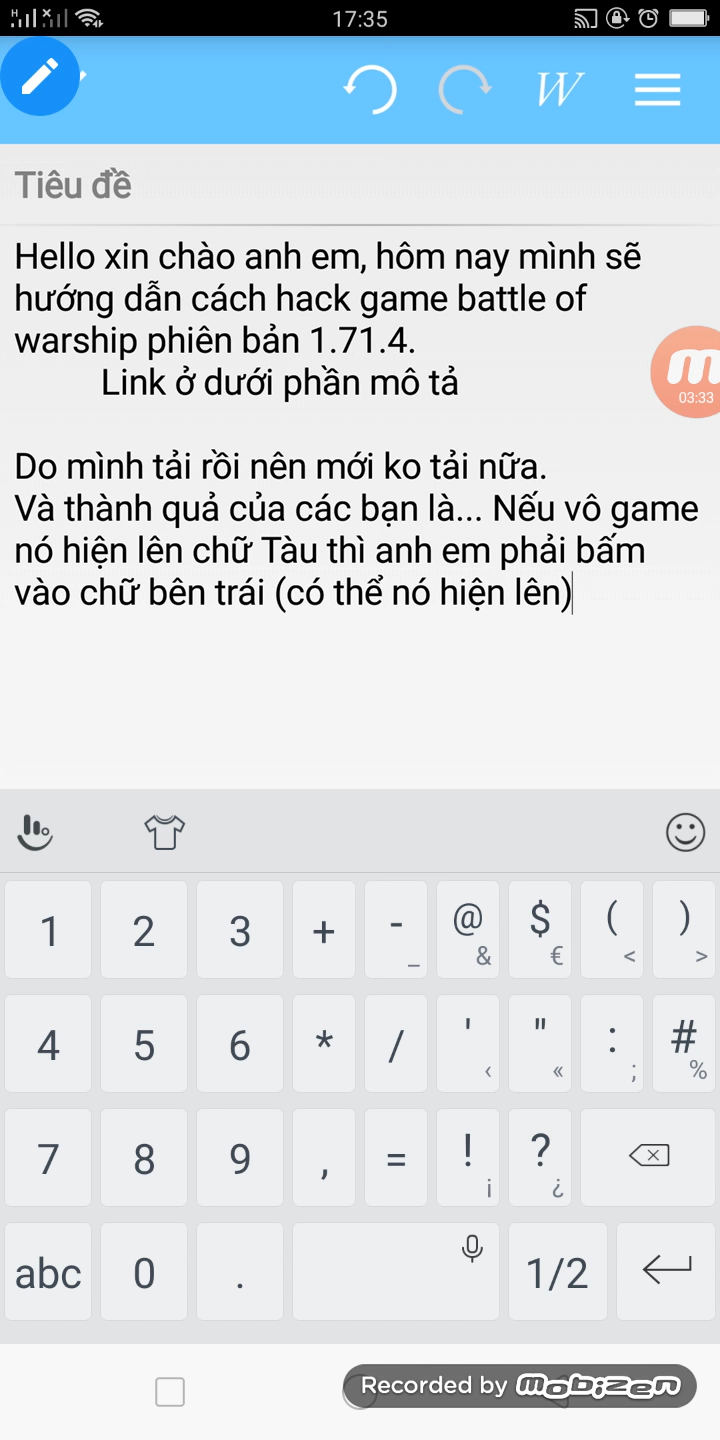 17:35
W
Tiêu đề
Hello xin chào anh em, hôm nay mình sẽ
hướng dẫn cách hack game battle of
warship phiên bản 1.71.4.
Link ở dưới phần mô tả
03:33
Do mình tải rồi nên mới ko tải nữa.
Và thành quả của các bạn là... Nếu vô game
nó hiện lên chữ Tàu thì anh em phải bấm
vào chữ bên trái (có thể nó hiện lên)
1 2 3 + - _ @ & $ € ( < ) >
4 5 6 * / ' ‹ " « : ; # %
7 8 9 , = ! ¡ ? ¿
abc 0 . 1/2
Recorded by mobizen